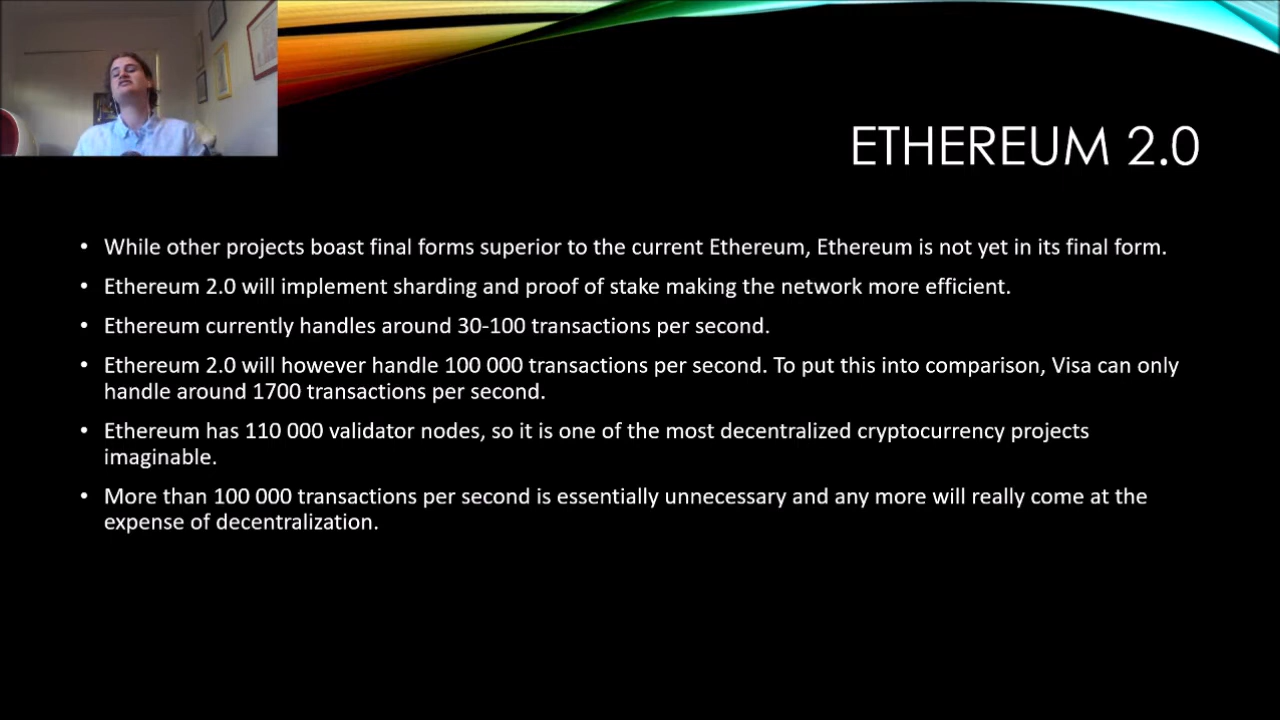 ETHEREUM 2.0
• While other projects boast final forms superior to the current Ethereum, Ethereum is not yet in its final form.
• Ethereum 2.0 will implement sharding and proof of stake making the network more efficient.
• Ethereum currently handles around 30-100 transactions per second.
• Ethereum 2.0 will however handle 100 000 transactions per second. To put this into comparison, Visa can only
handle around 1700 transactions per second.
• Ethereum has 110 000 validator nodes, so it is one of the most decentralized cryptocurrency projects
imaginable.
• More than 100 000 transactions per second is essentially unnecessary and any more will really come at the
expense of decentralization.